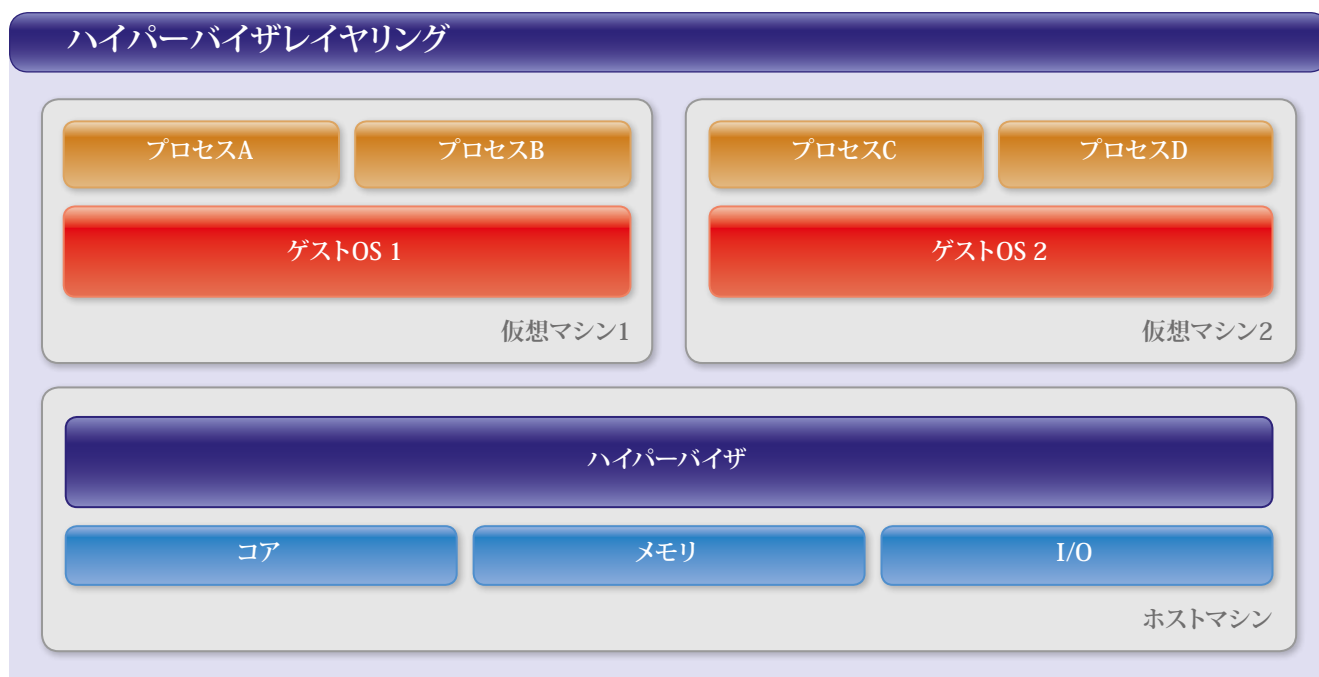 ハイパーバイザレイヤリング
プロセスA
プロセスB
ゲストOS 1
仮想マシン1
プロセスC
プロセスD
ゲストOS 2
仮想マシン2
ハイパーバイザ
コア
メモリ
I/O
ホストマシン